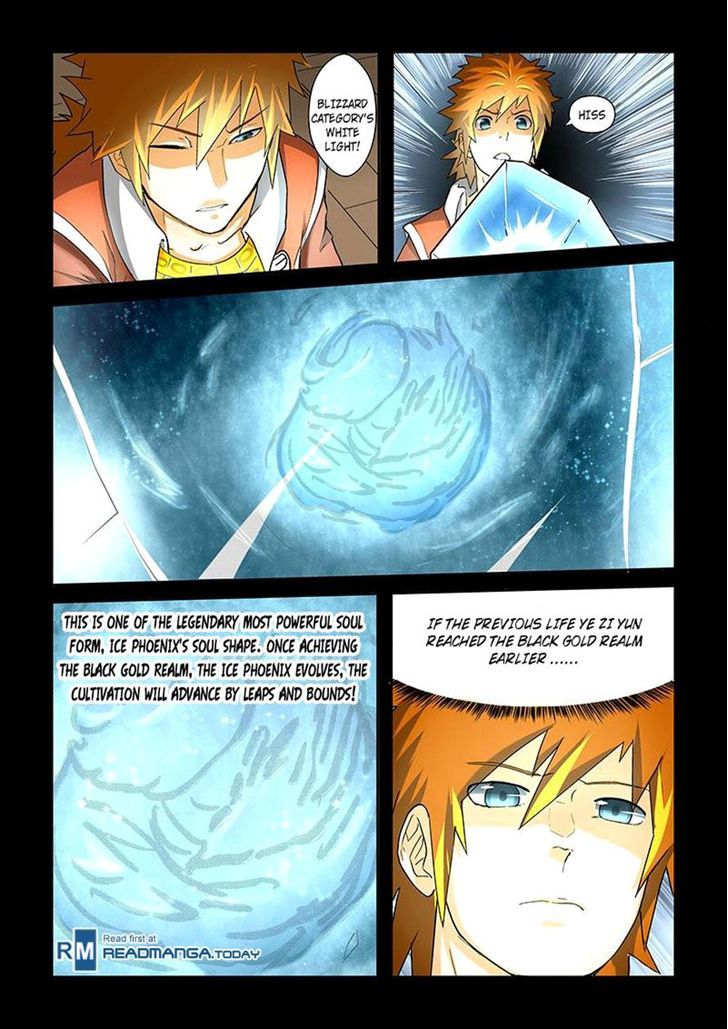 BLIZZARD
CATEGORY'S
WHITE
LIGHT!
HISS
THIS IS ONE OF THE LEGENDARY MOST POWERFUL SOUL
FORM, ICE PHOENIX'S SOUL SHAPE. ONCE ACHIEVING
THE BLACK GOLD REALM, THE ICE PHOENIX EVOLVES, THE
CULTIVATION WILL ADVANCE BY LEAPS AND BOUNDS!
IF THE PREVIOUS LIFE YE ZI YUN
REACHED THE BLACK GOLD REALM
EARLIER ......
RM
Read first at
READMANGA.TODAY